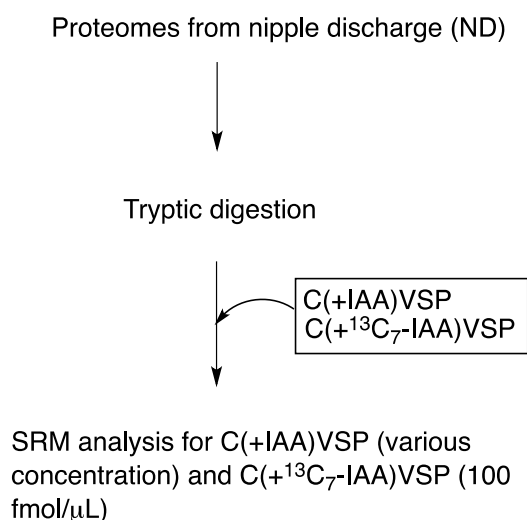 Proteomes from nipple discharge (ND)
Tryptic digestion
C(+IAA)VSP
C(+¹³C₇-IAA)VSP
SRM analysis for C(+IAA)VSP (various
concentration) and C(+¹³C₇-IAA)VSP (100
fmol/μL)